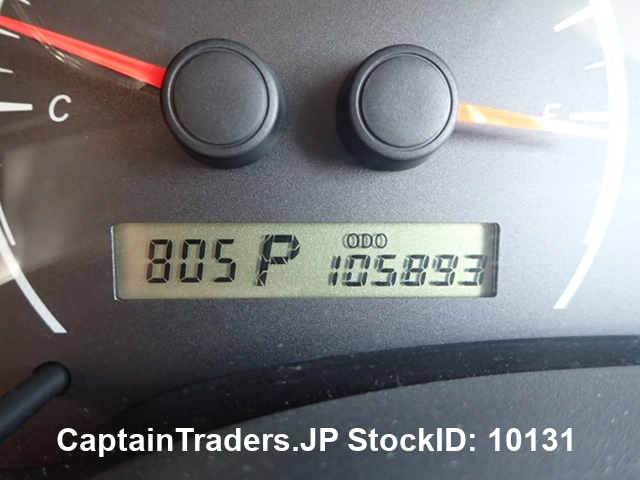 C
E
ODO
805 P 105893
CaptainTraders.JP StockID: 10131